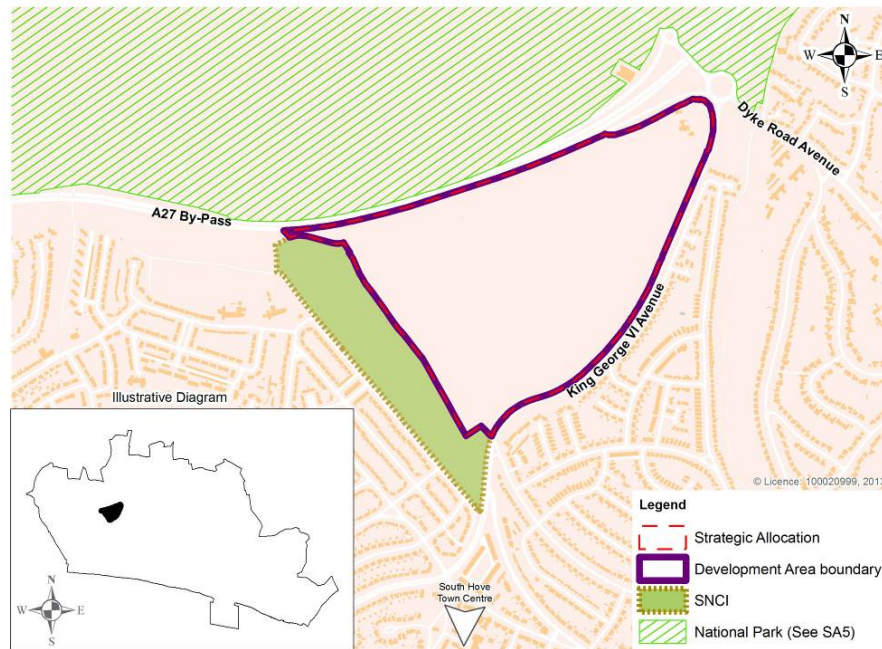 N
W E
S
Dyke Road Avenue
A27 By-Pass
King George VI Avenue
Illustrative Diagram
© Licence: 100020999, 2013
Legend
Strategic Allocation
Development Area boundary
SNCI
National Park (See SA5)
South Hove
Town Centre
N
W E
S